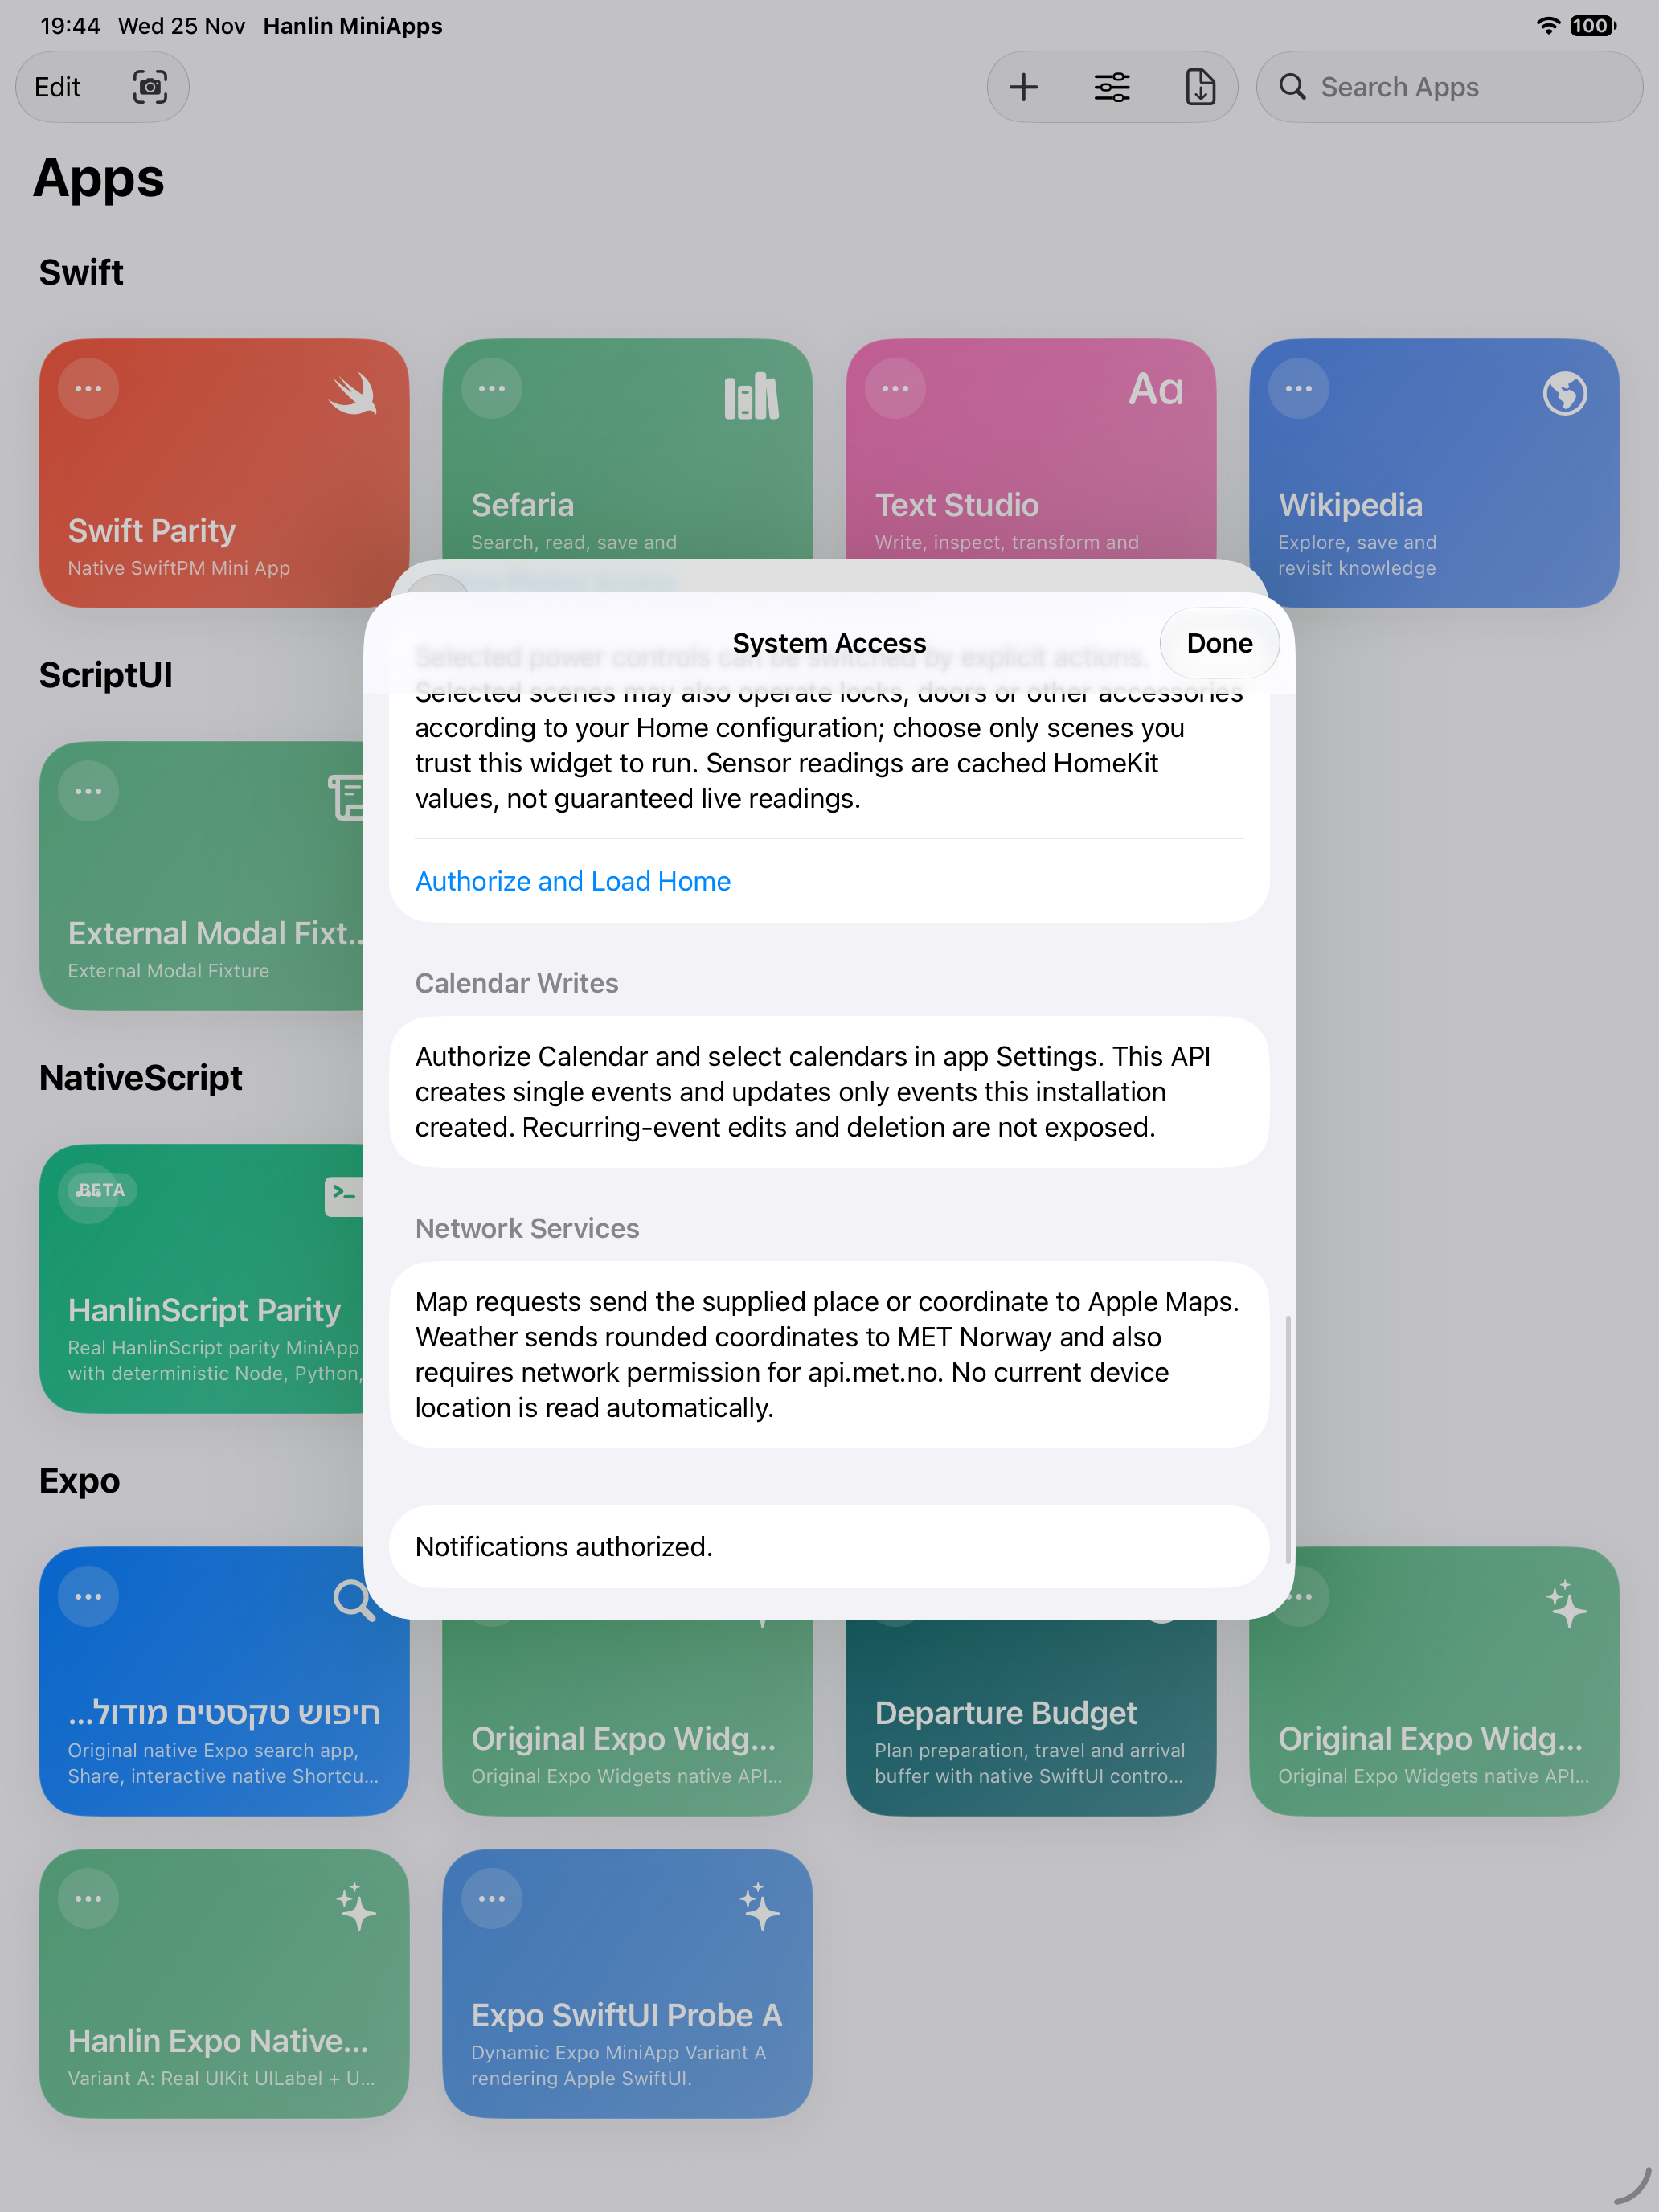 19:44 Wed 25 Nov Hanlin MiniApps
100
Edit
Search Apps
Apps
Swift
Swift Parity
Native SwiftPM Mini App
Sefaria
Search, read, save and
Aa
Text Studio
Write, inspect, transform and
Wikipedia
Explore, save and
revisit knowledge
System Access
Done
Selected power controls can be switched by explicit actions.
Selected scenes may also operate locks, doors or other accessories
according to your Home configuration; choose only scenes you
trust this widget to run. Sensor readings are cached HomeKit
values, not guaranteed live readings.
Authorize and Load Home
Calendar Writes
Authorize Calendar and select calendars in app Settings. This API
creates single events and updates only events this installation
created. Recurring-event edits and deletion are not exposed.
Network Services
Map requests send the supplied place or coordinate to Apple Maps.
Weather sends rounded coordinates to MET Norway and also
requires network permission for api.met.no. No current device
location is read automatically.
Notifications authorized.
ScriptUI
External Modal Fixt...
External Modal Fixture
NativeScript
BETA
HanlinScript Parity
Real HanlinScript parity MiniApp
with deterministic Node, Python,
Expo
חיפוש טקסטים מודול...
Original native Expo search app,
Share, interactive native Shortcu...
Original Expo Widg...
Original Expo Widgets native API...
Departure Budget
Plan preparation, travel and arrival
buffer with native SwiftUI contro...
Original Expo Widg...
Original Expo Widgets native API...
Hanlin Expo Native...
Variant A: Real UIKit UILabel + U...
Expo SwiftUI Probe A
Dynamic Expo MiniApp Variant A
rendering Apple SwiftUI.